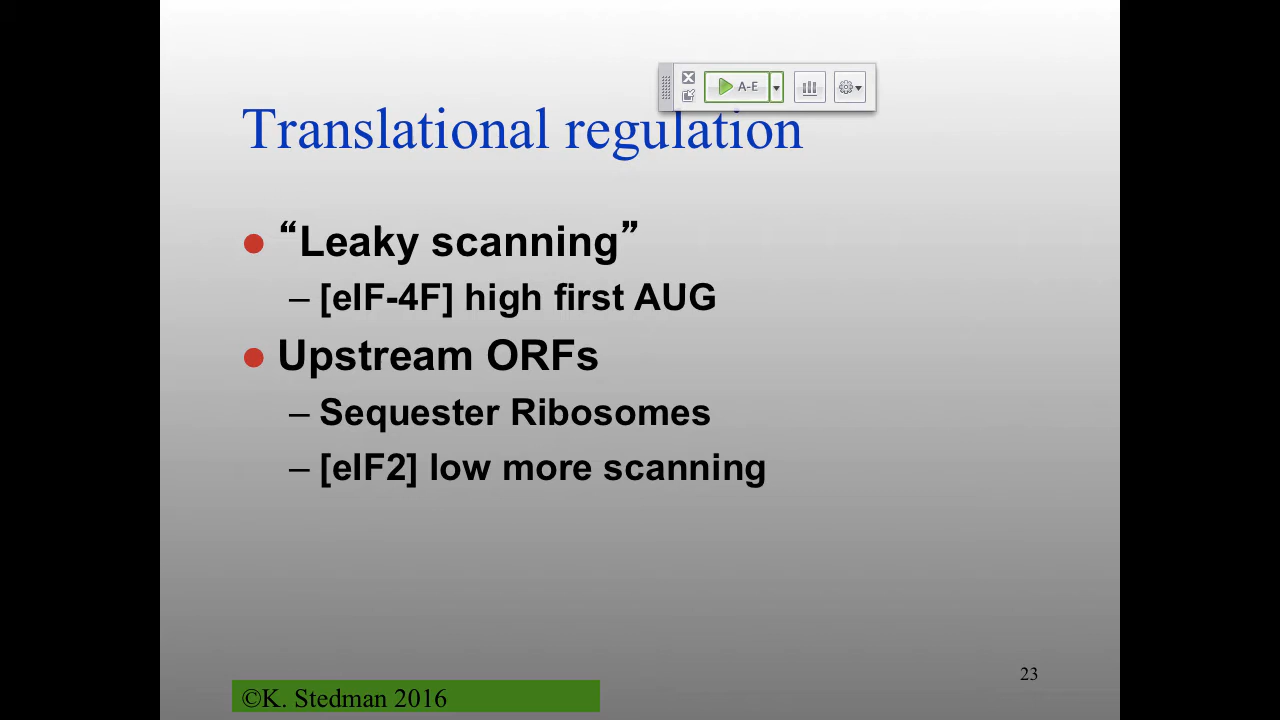 A-E
Translational regulation
“Leaky scanning”
– [eIF-4F] high first AUG
Upstream ORFs
– Sequester Ribosomes
– [eIF2] low more scanning
23
©K. Stedman 2016